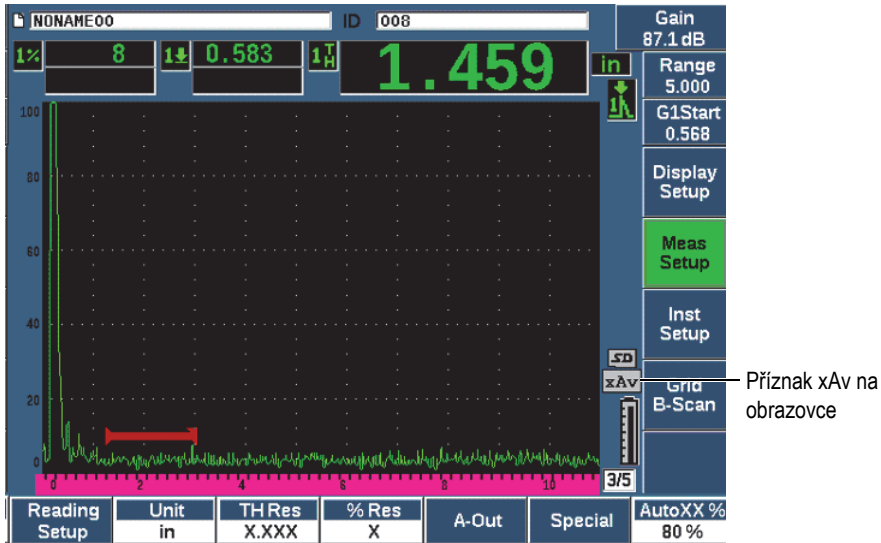 NONAME00 ID 008
Gain
87.1 dB
1% 8 1 0.583 1 TH 1.459 in
Range
5.000
1
G1Start
0.568
Display
Setup
Meas
Setup
Inst
Setup
Grid
B-Scan
100
80
60
40
20
0
SD
xAv
Příznak xAv na
obrazovce
0 2 4 6 8 10
3/5
Reading
Setup
Unit
in
TH Res
X.XXX
% Res
X
A-Out
Special
AutoXX %
80 %